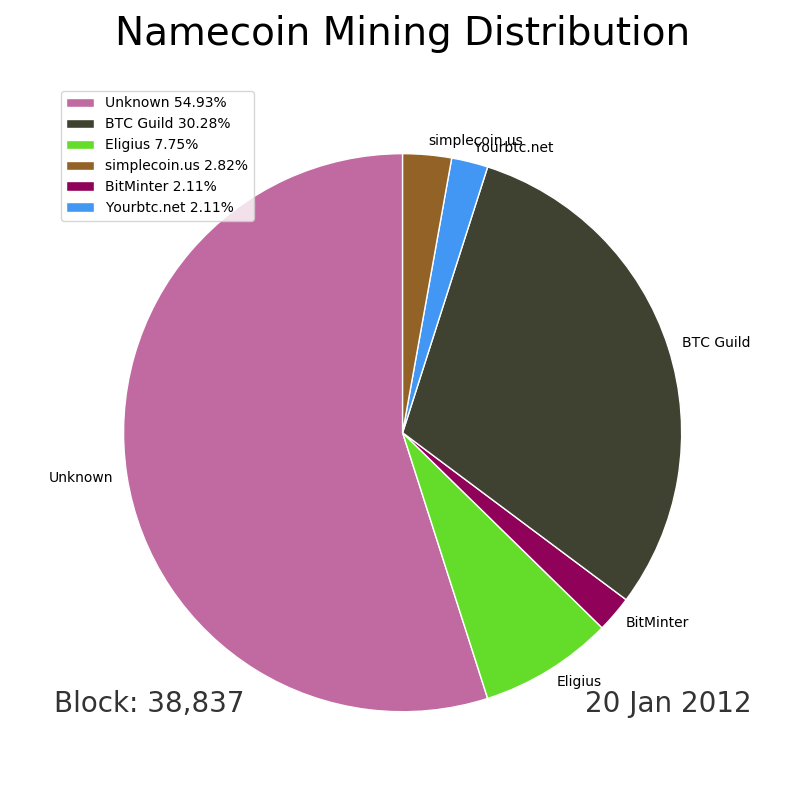 Namecoin Mining Distribution
Unknown 54.93%
BTC Guild 30.28%
Eligius 7.75%
simplecoin.us 2.82%
BitMinter 2.11%
Yourbtc.net 2.11%
simplecoin.us
Yourbtc.net
BTC Guild
Unknown
BitMinter
Eligius
Block: 38,837
20 Jan 2012